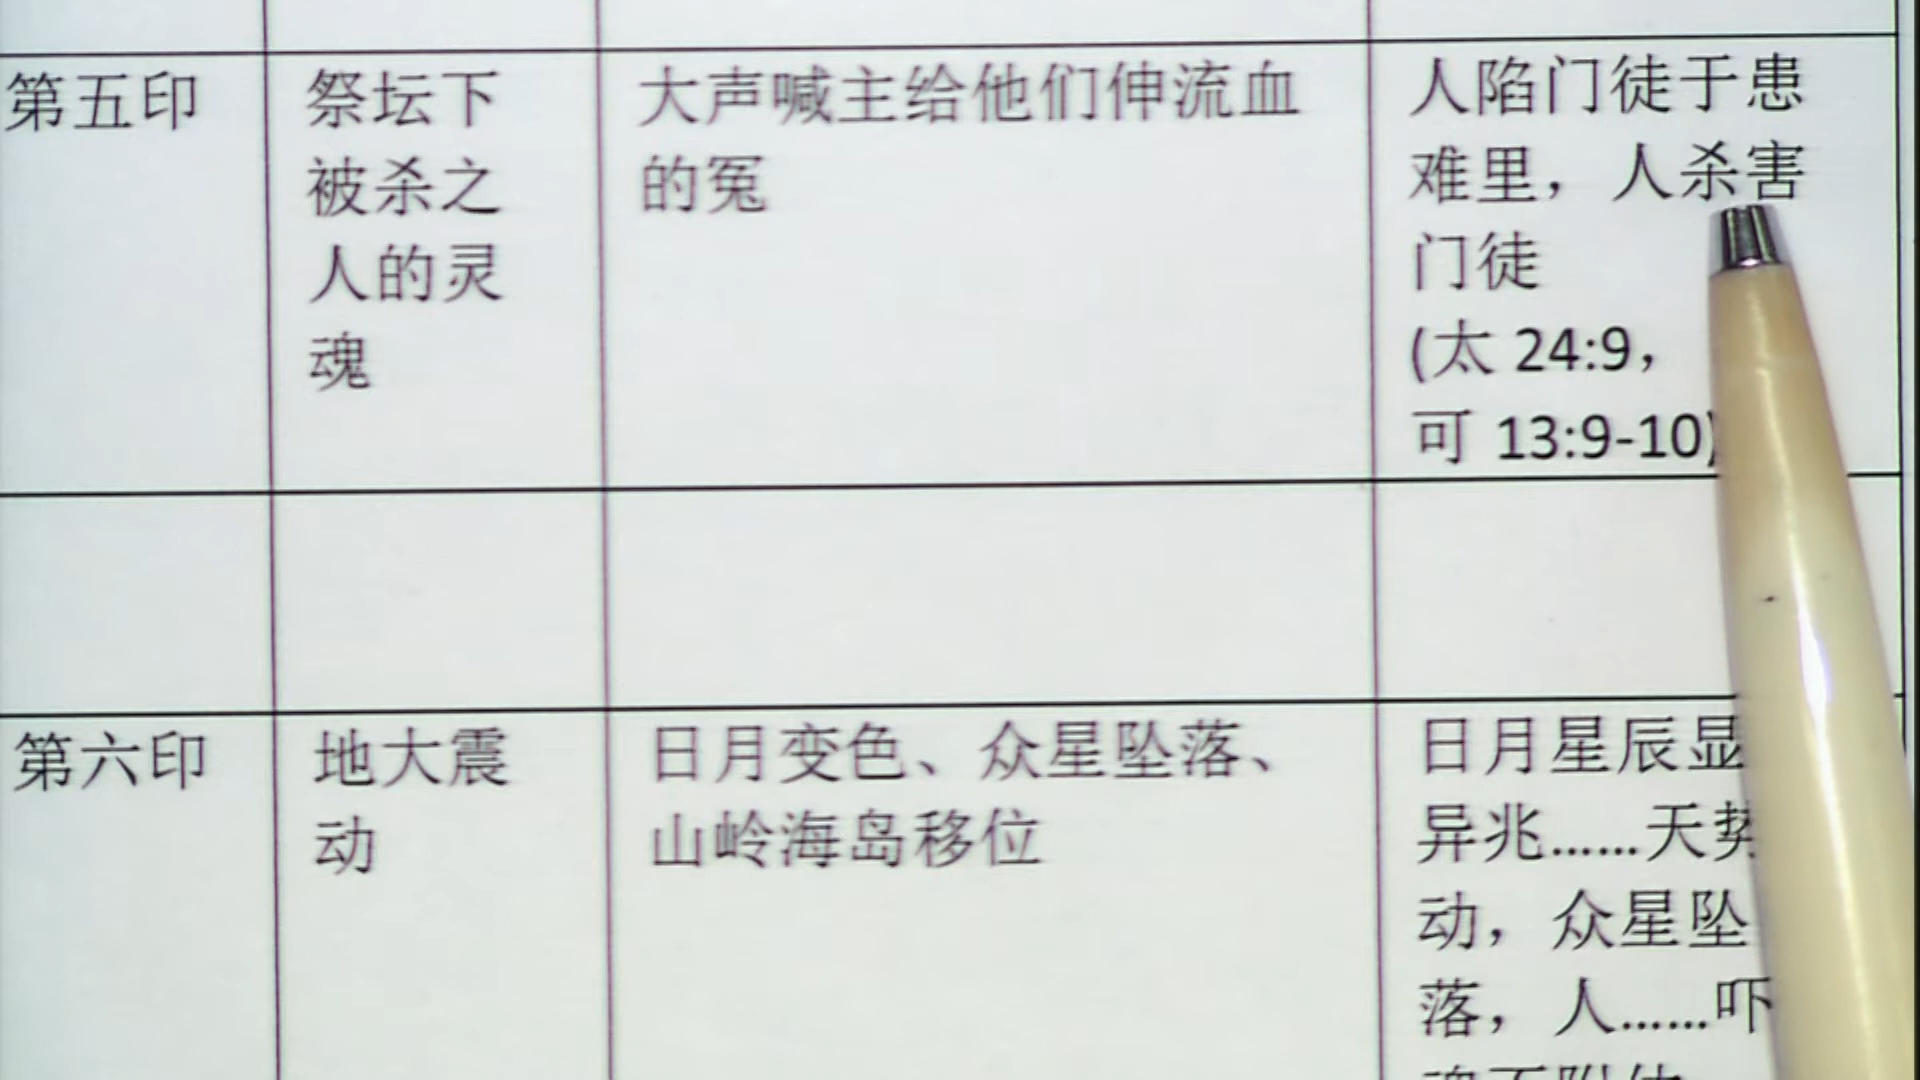 第五印
祭坛下
被杀之
人的灵
魂
大声喊主给他们伸流血
的冤
人陷门徒于患
难里，人杀害
门徒
(太 24:9，
可 13:9-10)
第六印
地大震
动
日月变色、众星坠落、
山岭海岛移位
日月星辰显
异兆……天势
动，众星坠
落，人……吓